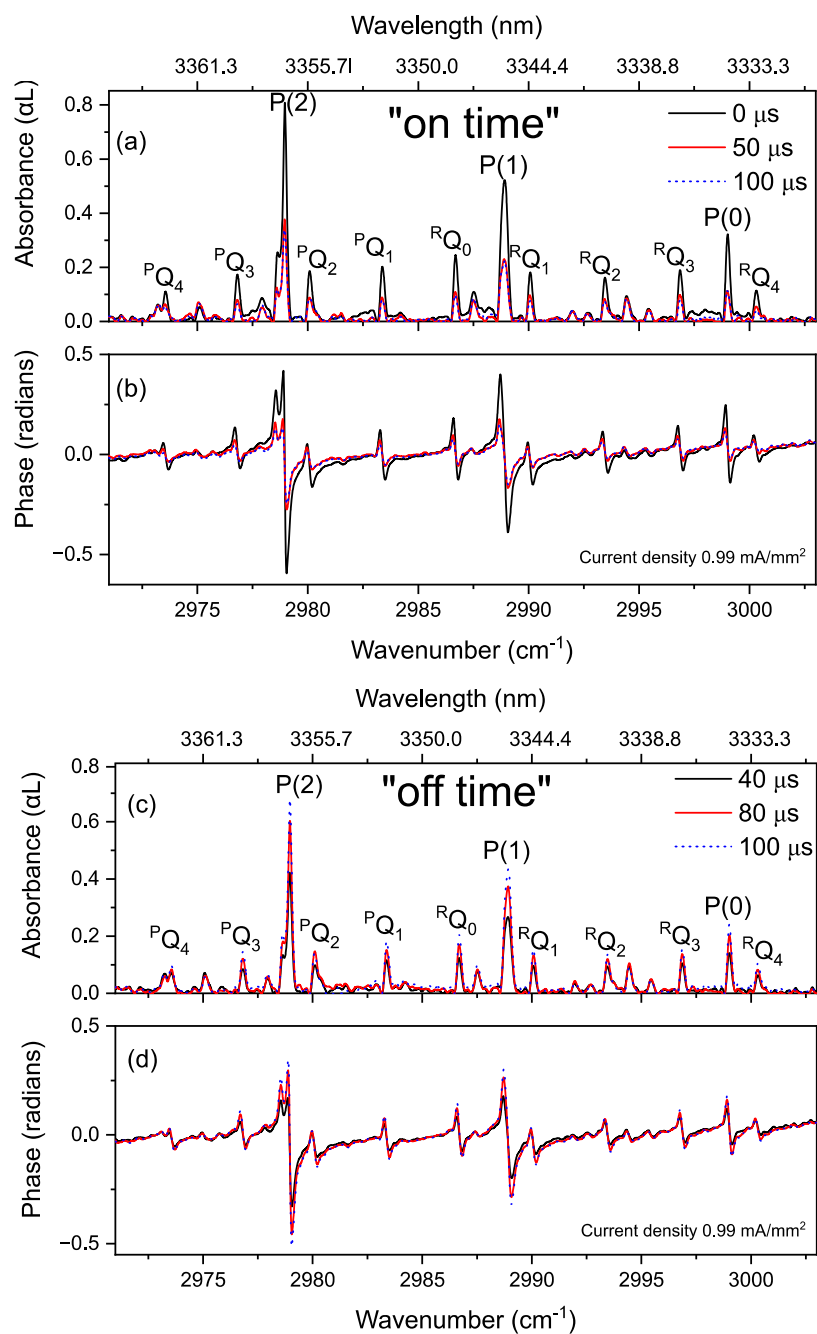 Wavelength (nm)
3361.3 3355.7l 3350.0 3344.4 3338.8 3333.3
0.8
0.6
0.4
0.2
0.0
Absorbance (αL)
(a)
"on time"
0 μs
50 μs
100 μs
P(2)
P(1)
P(0)
ᴾQ₄ ᴾQ₃ ᴾQ₂ ᴾQ₁ ᴿQ₀ ᴿQ₁ ᴿQ₂ ᴿQ₃ ᴿQ₄
0.5
0.0
−0.5
Phase (radians)
(b)
Current density 0.99 mA/mm²
2975 2980 2985 2990 2995 3000
Wavenumber (cm⁻¹)
Wavelength (nm)
3361.3 3355.7 3350.0 3344.4 3338.8 3333.3
0.8
0.6
0.4
0.2
0.0
Absorbance (αL)
(c)
"off time"
40 μs
80 μs
100 μs
P(2)
P(1)
P(0)
ᴾQ₄ ᴾQ₃ ᴾQ₂ ᴾQ₁ ᴿQ₀ ᴿQ₁ ᴿQ₂ ᴿQ₃ ᴿQ₄
0.5
0.0
−0.5
Phase (radians)
(d)
Current density 0.99 mA/mm²
2975 2980 2985 2990 2995 3000
Wavenumber (cm⁻¹)